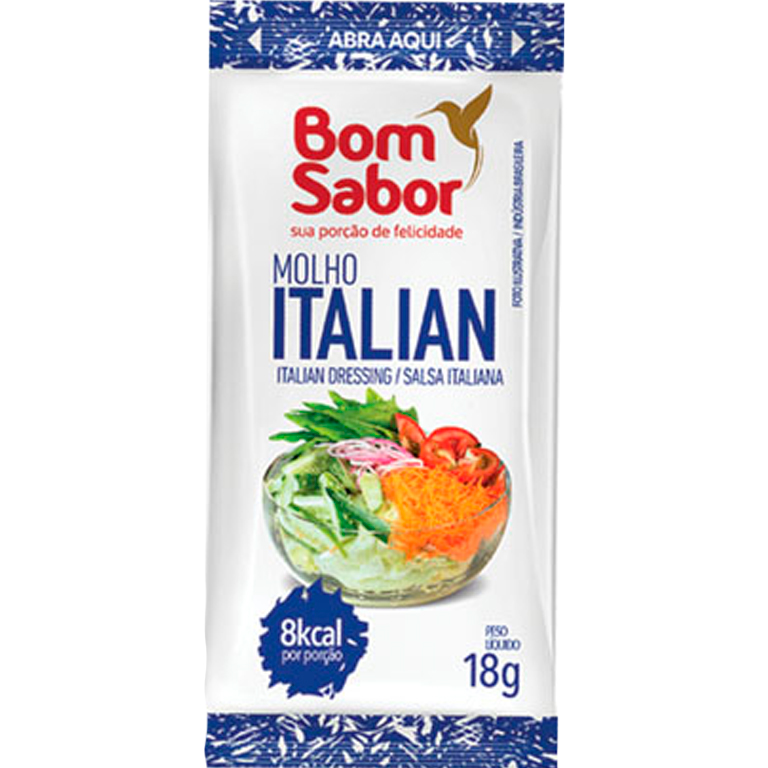 ABRA AQUI
Bom
Sabor
sua porção de felicidade
FOTO ILUSTRATIVA / INDÚSTRIA BRASILEIRA
MOLHO
ITALIAN
ITALIAN DRESSING / SALSA ITALIANA
8kcal
por porção
PESO
LÍQUIDO
18g